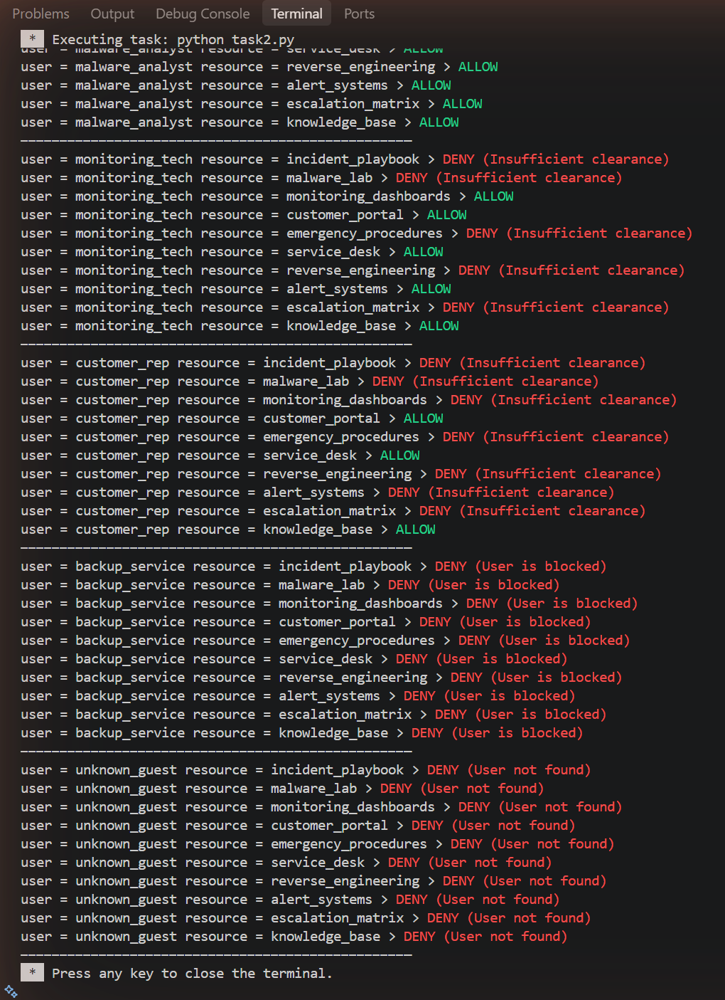 Problems Output Debug Console Terminal Ports
* Executing task: python task2.py
user = malware_analyst resource = service_desk > ALLOW
user = malware_analyst resource = reverse_engineering > ALLOW
user = malware_analyst resource = alert_systems > ALLOW
user = malware_analyst resource = escalation_matrix > ALLOW
user = malware_analyst resource = knowledge_base > ALLOW
--------------------------------------------------
user = monitoring_tech resource = incident_playbook > DENY (Insufficient clearance)
user = monitoring_tech resource = malware_lab > DENY (Insufficient clearance)
user = monitoring_tech resource = monitoring_dashboards > ALLOW
user = monitoring_tech resource = customer_portal > ALLOW
user = monitoring_tech resource = emergency_procedures > DENY (Insufficient clearance)
user = monitoring_tech resource = service_desk > ALLOW
user = monitoring_tech resource = reverse_engineering > DENY (Insufficient clearance)
user = monitoring_tech resource = alert_systems > ALLOW
user = monitoring_tech resource = escalation_matrix > DENY (Insufficient clearance)
user = monitoring_tech resource = knowledge_base > ALLOW
--------------------------------------------------
user = customer_rep resource = incident_playbook > DENY (Insufficient clearance)
user = customer_rep resource = malware_lab > DENY (Insufficient clearance)
user = customer_rep resource = monitoring_dashboards > DENY (Insufficient clearance)
user = customer_rep resource = customer_portal > ALLOW
user = customer_rep resource = emergency_procedures > DENY (Insufficient clearance)
user = customer_rep resource = service_desk > ALLOW
user = customer_rep resource = reverse_engineering > DENY (Insufficient clearance)
user = customer_rep resource = alert_systems > DENY (Insufficient clearance)
user = customer_rep resource = escalation_matrix > DENY (Insufficient clearance)
user = customer_rep resource = knowledge_base > ALLOW
--------------------------------------------------
user = backup_service resource = incident_playbook > DENY (User is blocked)
user = backup_service resource = malware_lab > DENY (User is blocked)
user = backup_service resource = monitoring_dashboards > DENY (User is blocked)
user = backup_service resource = customer_portal > DENY (User is blocked)
user = backup_service resource = emergency_procedures > DENY (User is blocked)
user = backup_service resource = service_desk > DENY (User is blocked)
user = backup_service resource = reverse_engineering > DENY (User is blocked)
user = backup_service resource = alert_systems > DENY (User is blocked)
user = backup_service resource = escalation_matrix > DENY (User is blocked)
user = backup_service resource = knowledge_base > DENY (User is blocked)
--------------------------------------------------
user = unknown_guest resource = incident_playbook > DENY (User not found)
user = unknown_guest resource = malware_lab > DENY (User not found)
user = unknown_guest resource = monitoring_dashboards > DENY (User not found)
user = unknown_guest resource = customer_portal > DENY (User not found)
user = unknown_guest resource = emergency_procedures > DENY (User not found)
user = unknown_guest resource = service_desk > DENY (User not found)
user = unknown_guest resource = reverse_engineering > DENY (User not found)
user = unknown_guest resource = alert_systems > DENY (User not found)
user = unknown_guest resource = escalation_matrix > DENY (User not found)
user = unknown_guest resource = knowledge_base > DENY (User not found)
--------------------------------------------------
* Press any key to close the terminal.